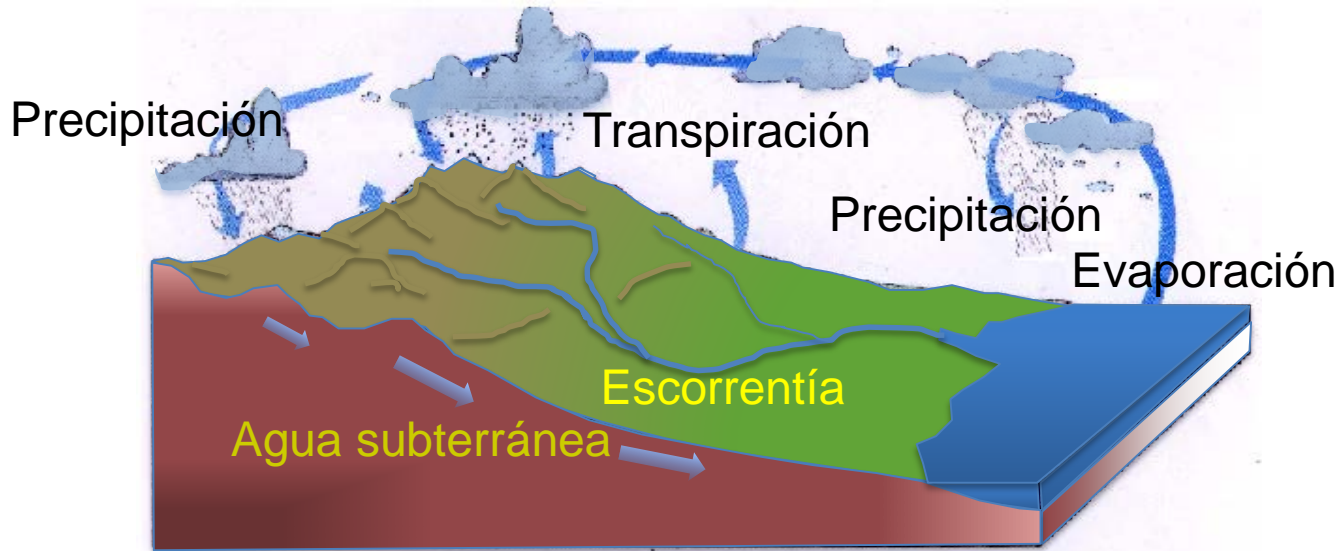 Precipitación
Transpiración
Precipitación
Evaporación
Escorrentía
Agua subterránea